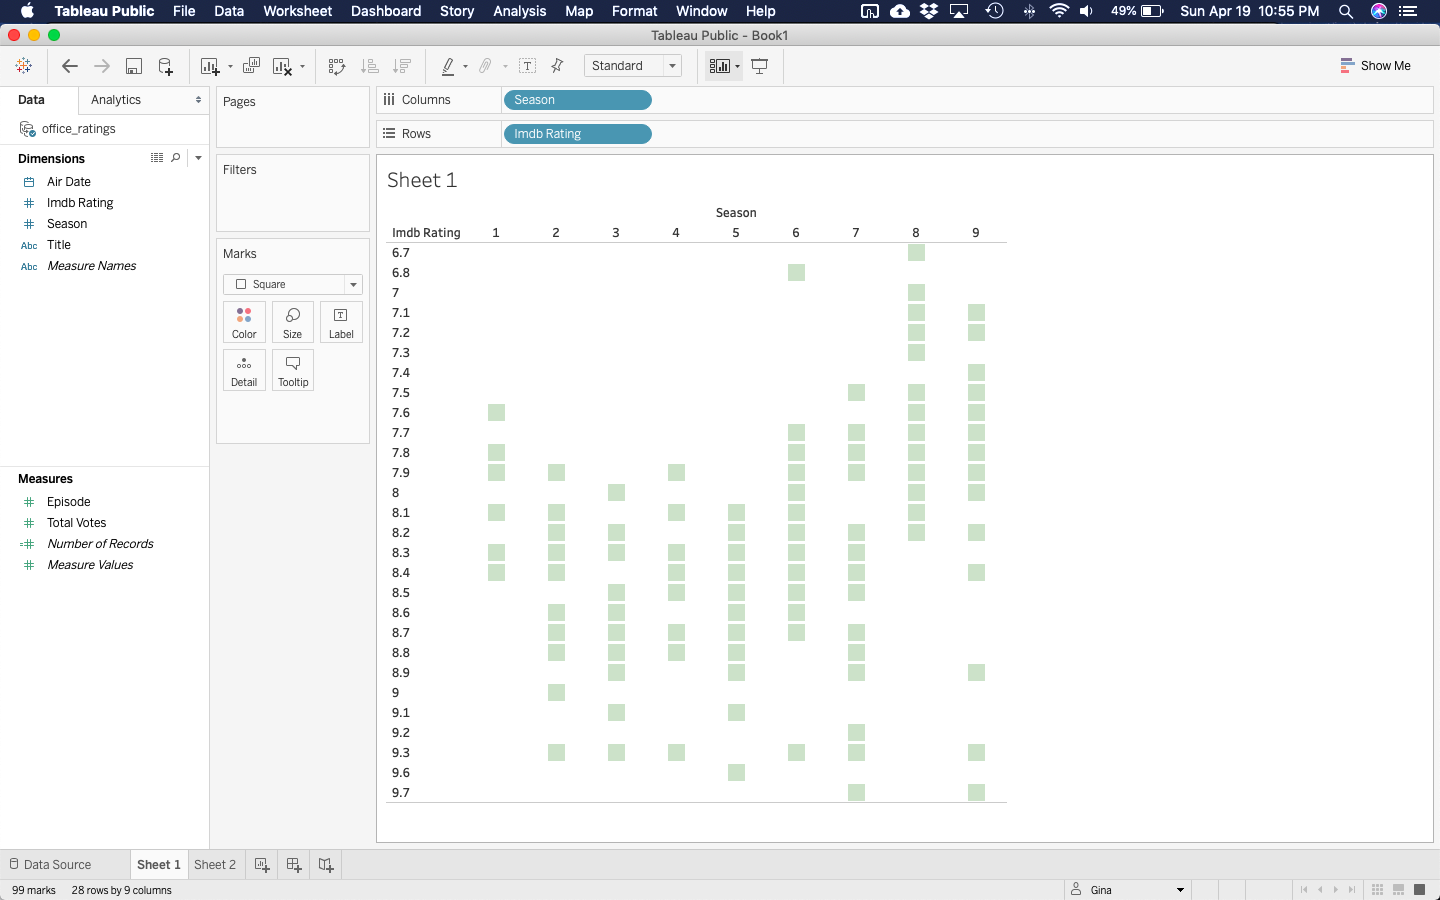 Tableau Public File Data Worksheet Dashboard Story Analysis Map Format Window Help 49% Sun Apr 19 10:55 PM
Tableau Public - Book1
Standard Show Me
Data Analytics Pages Columns Season
office_ratings Rows Imdb Rating
Dimensions Filters
Air Date
Imdb Rating
Season
Abc Title
Abc Measure Names
Marks
Square
Color Size Label
T
Detail Tooltip
Measures
Episode
Total Votes
Number of Records
Measure Values
Sheet 1
Season
Imdb Rating 1 2 3 4 5 6 7 8 9
6.7
6.8
7
7.1
7.2
7.3
7.4
7.5
7.6
7.7
7.8
7.9
8
8.1
8.2
8.3
8.4
8.5
8.6
8.7
8.8
8.9
9
9.1
9.2
9.3
9.6
9.7
Data Source Sheet 1 Sheet 2
99 marks 28 rows by 9 columns Gina